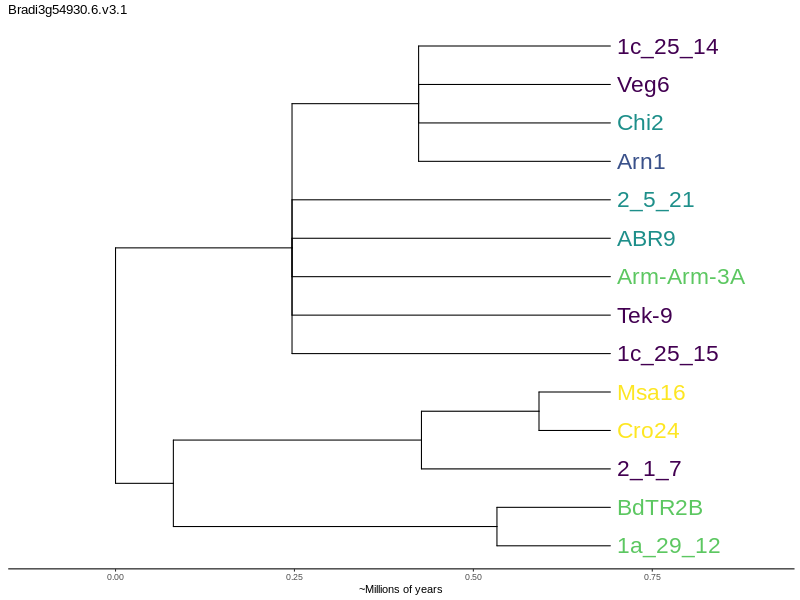 Bradi3g54930.6.v3.1
1c_25_14
Veg6
Chi2
Arn1
2_5_21
ABR9
Arm-Arm-3A
Tek-9
1c_25_15
Msa16
Cro24
2_1_7
BdTR2B
1a_29_12
0.00 0.25 0.50 0.75
~Millions of years